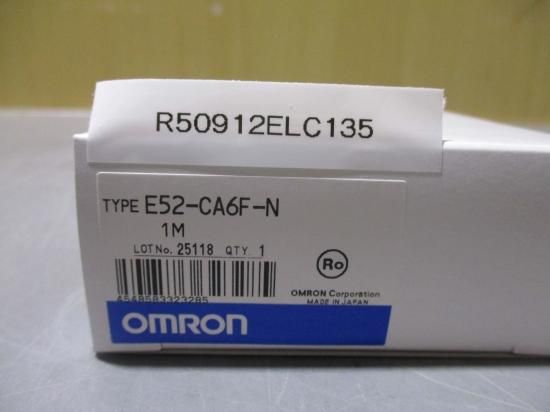 R50912ELC135
TYPE E52-CA6F-N
1M
LOT No. 25118 QTY 1
4548583323285
Ro
OMRON Corporation
MADE IN JAPAN
OMRON